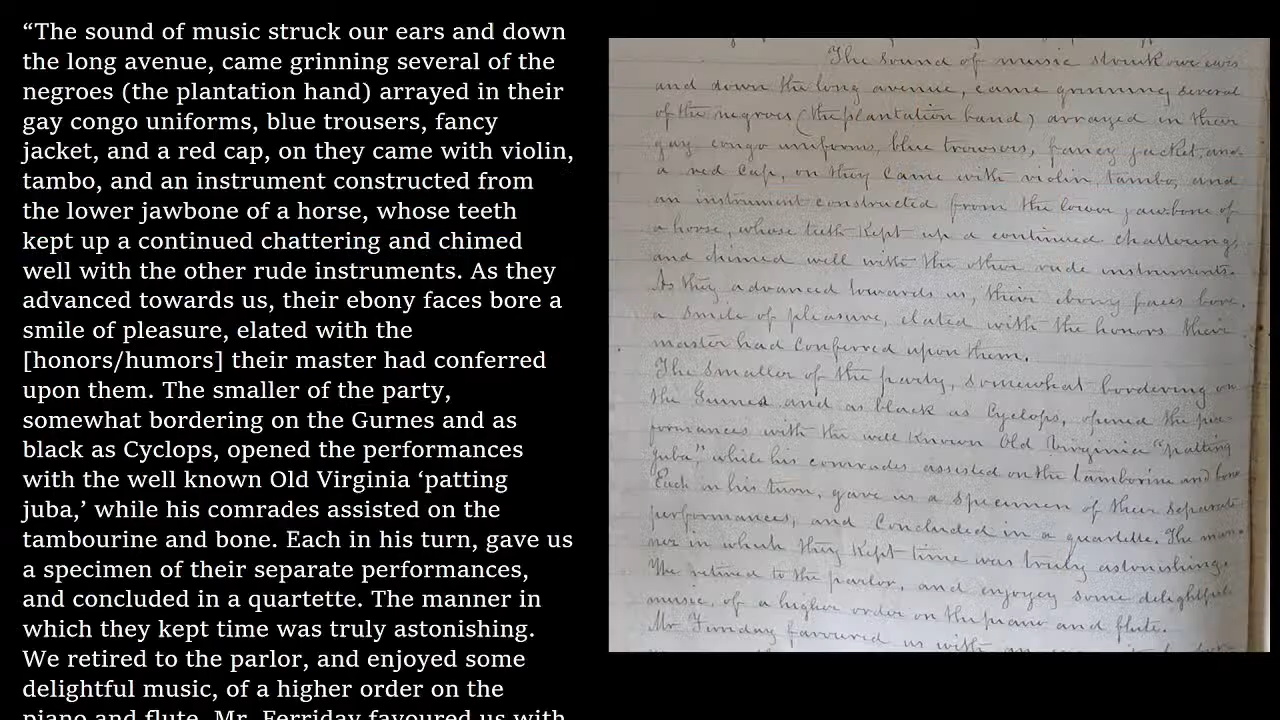 “The sound of music struck our ears and down
the long avenue, came grinning several of the
negroes (the plantation hand) arrayed in their
gay congo uniforms, blue trousers, fancy
jacket, and a red cap, on they came with violin,
tambo, and an instrument constructed from
the lower jawbone of a horse, whose teeth
kept up a continued chattering and chimed
well with the other rude instruments. As they
advanced towards us, their ebony faces bore a
smile of pleasure, elated with the
[honors/humors] their master had conferred
upon them. The smaller of the party,
somewhat bordering on the Gurnes and as
black as Cyclops, opened the performances
with the well known Old Virginia ‘patting
juba,’ while his comrades assisted on the
tambourine and bone. Each in his turn, gave us
a specimen of their separate performances,
and concluded in a quartette. The manner in
which they kept time was truly astonishing.
We retired to the parlor, and enjoyed some
delightful music, of a higher order on the
piano and flute. Mr. Ferriday favoured us with
The sound of music struck our ears
and down the long avenue, came grinning several
of the negroes (the plantation band) arrayed in their
gay congo uniforms, blue trowsers, fancy jacket, and
a red cap, on they came with violin, tambo, and
an instrument constructed from the lower jawbone of
a horse, whose teeth kept up a continued chattering
and chimed well with the other rude instruments.
As they advanced towards us, their ebony faces bore
a smile of pleasure, elated with the honors their
master had conferred upon them.
The smaller of the party, somewhat bordering on
the and as black as Cyclops, opened the per-
formances with the well known Old Virginia “patting
juba” while his comrades assisted on the tamborine and bone
Each in his turn, gave us a specimen of their separate
performances, and concluded in a quartette. The man-
ner in which they kept time was truly astonishing.
We retired to the parlor, and enjoyed some delightful
music, of a higher order on the piano and flute.
Mr favoured us with an